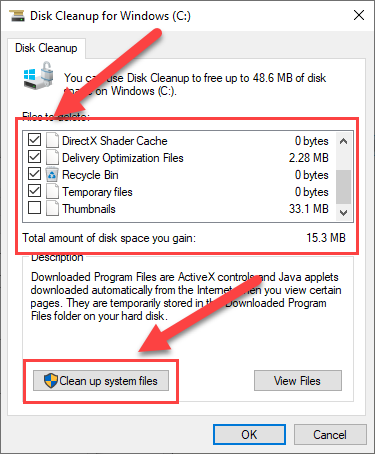 Disk Cleanup for Windows (C:)
Disk Cleanup
You can use Disk Cleanup to free up to 48.6 MB of disk
space on Windows (C:).
Files to delete:
DirectX Shader Cache 0 bytes
Delivery Optimization Files 2.28 MB
Recycle Bin 0 bytes
Temporary files 0 bytes
Thumbnails 33.1 MB
Total amount of disk space you gain: 15.3 MB
Description
Downloaded Program Files are ActiveX controls and Java applets
downloaded automatically from the Internet when you view certain
pages. They are temporarily stored in the Downloaded Program
Files folder on your hard disk.
Clean up system files
View Files
OK
Cancel